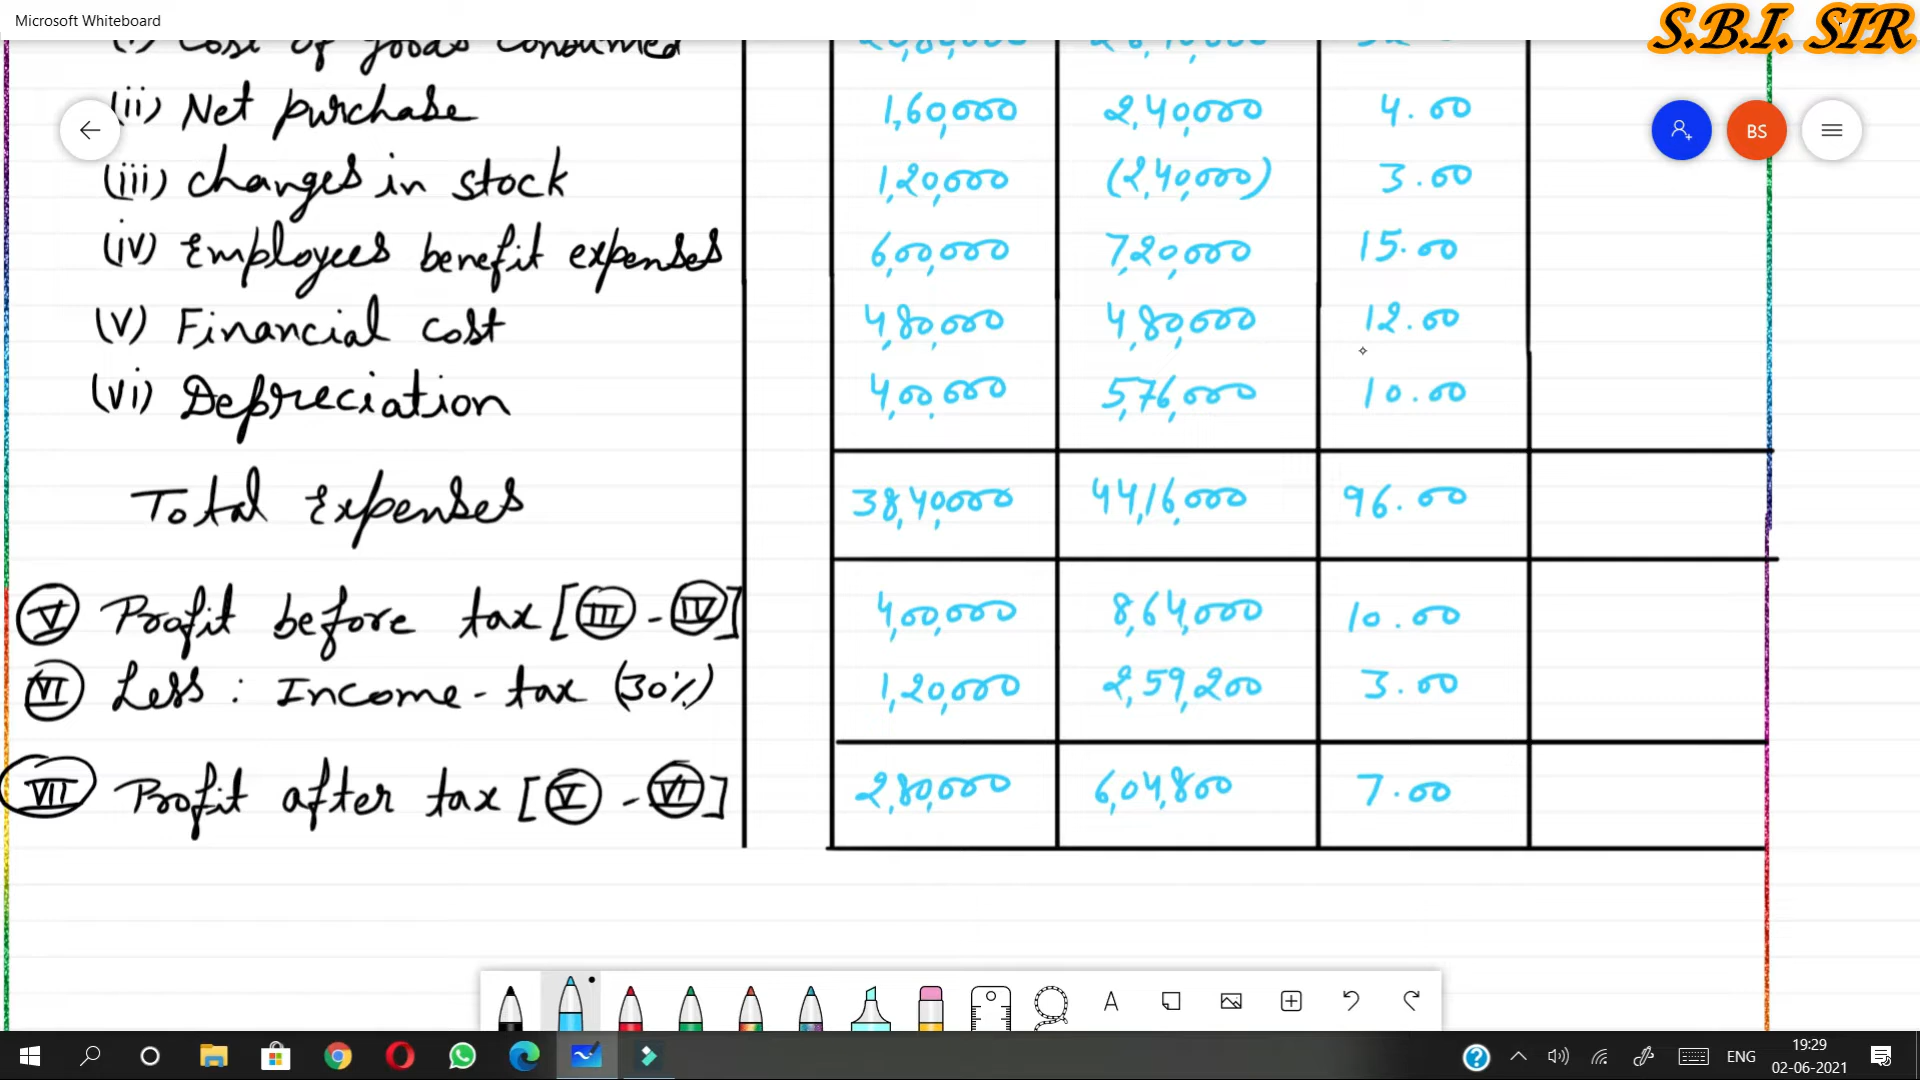 Microsoft Whiteboard
S.B.I. SIR
(i) Cost of goods consumed
(ii) Net purchase 1,60,000 2,40,000 4.00
BS
(iii) changes in stock 1,20,000 (2,40,000) 3.00
(iv) Employees benefit expenses 6,00,000 7,20,000 15.00
(v) Financial cost 4,80,000 4,80,000 12.00
(vi) Depreciation 4,00,000 5,76,000 10.00
Total Expenses 38,40,000 44,16,000 96.00
V Profit before tax [III - IV] 4,00,000 8,64,000 10.00
VI Less : Income-tax (30%) 1,20,000 2,59,200 3.00
VII Profit after tax [V - VI] 2,80,000 6,04,800 7.00
ENG
19:29
02-06-2021